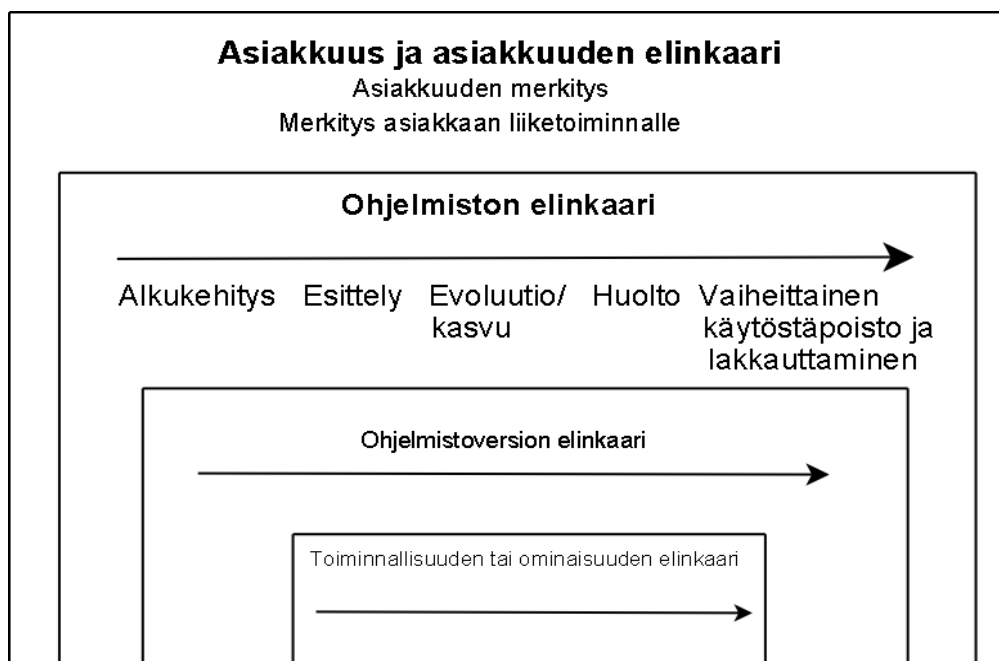 Asiakkuus ja asiakkuuden elinkaari
Asiakkuuden merkitys
Merkitys asiakkaan liiketoiminnalle
Ohjelmiston elinkaari
Alkukehitys Esittely Evoluutio/ Huolto Vaiheittainen
kasvu käytöstäpoisto ja
lakkauttaminen
Ohjelmistoversion elinkaari
Toiminnallisuuden tai ominaisuuden elinkaari